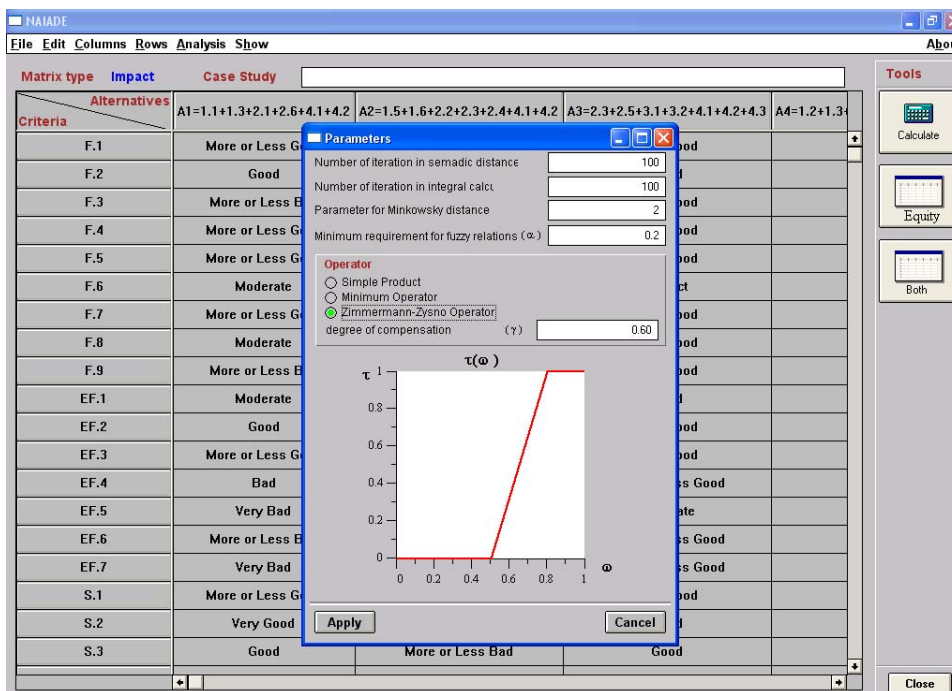 NAIADE
File Edit Columns Rows Analysis Show Abou
Matrix type Impact Case Study Tools
Alternatives
Criteria
A1=1.1+1.3+2.1+2.6+4.1+4.2 A2=1.5+1.6+2.2+2.3+2.4+4.1+4.2 A3=2.3+2.5+3.1+3.2+4.1+4.2+4.3 A4=1.2+1.3+
Calculate
Equity
Both
Close
F.1 More or Less G ood
F.2 Good d
F.3 More or Less B ood
F.4 More or Less G ood
F.5 More or Less G ood
F.6 Moderate ct
F.7 More or Less G ood
F.8 Moderate ood
F.9 More or Less B ood
EF.1 Moderate d
EF.2 Good ood
EF.3 More or Less G ood
EF.4 Bad ss Good
EF.5 Very Bad ate
EF.6 More or Less B ss Good
EF.7 Very Bad ss Good
S.1 More or Less G ood
S.2 Very Good d
S.3 Good More or Less Bad Good
Parameters
Number of iteration in semadic distance 100
Number of iteration in integral calcu 100
Parameter for Minkowsky distance 2
Minimum requirement for fuzzy relations (α) 0.2
Operator
Simple Product
Minimum Operator
Zimmermann-Zysno Operator
degree of compensation (γ) 0.60
τ(ω)
τ 1
0.8
0.6
0.4
0.2
0
0 0.2 0.4 0.6 0.8 1 ω
Apply Cancel